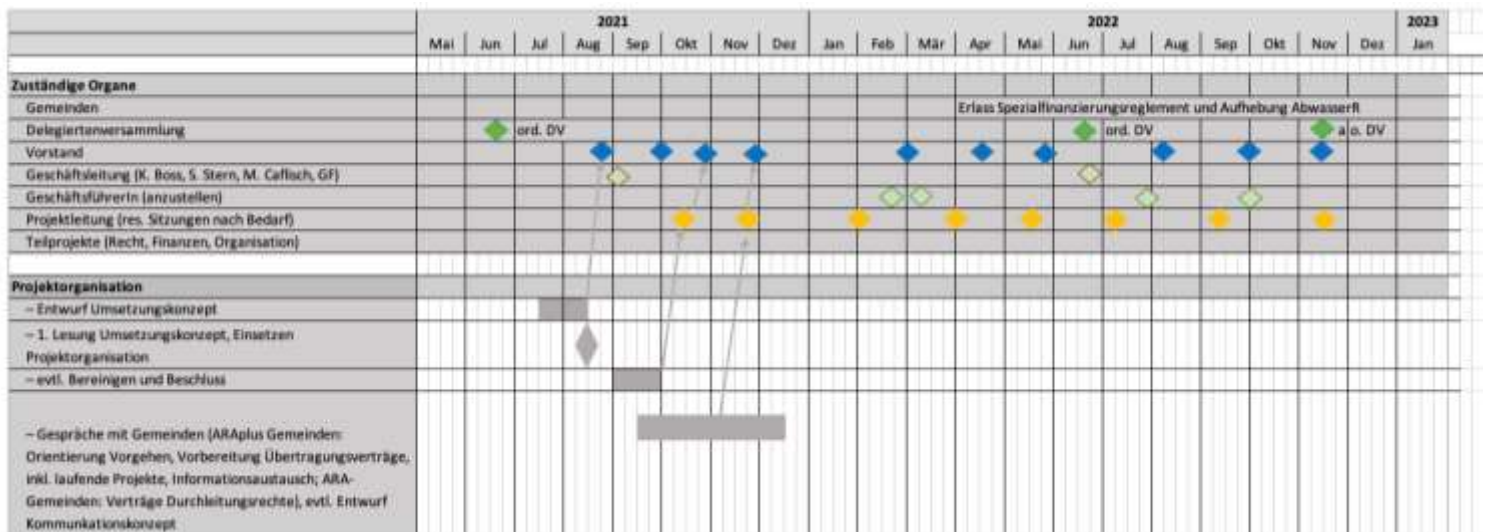 2021 2022 2023
Mai Jun Jul Aug Sep Okt Nov Dez Jan Feb Mär Apr Mai Jun Jul Aug Sep Okt Nov Dez Jan
Zuständige Organe
Gemeinden Erlass Spezialfinanzierungsreglement und Aufhebung AbwasserR
Delegiertenversammlung ord. DV ord. DV a.o. DV
Vorstand
Geschäftsleitung (K. Boss, S. Stern, M. Caflisch, GF)
GeschäftsführerIn (anzustellen)
Projektleitung (res. Sitzungen nach Bedarf)
Teilprojekte (Recht, Finanzen, Organisation)
Projektorganisation
– Entwurf Umsetzungskonzept
– 1. Lesung Umsetzungskonzept, Einsetzen
Projektorganisation
– evtl. Bereinigen und Beschluss
– Gespräche mit Gemeinden (ARAplus Gemeinden:
Orientierung Vorgehen, Vorbereitung Übertragungsverträge,
inkl. laufende Projekte, Informationsaustausch; ARA-
Gemeinden: Verträge Durchleitungsrechte), evtl. Entwurf
Kommunkationskonzept